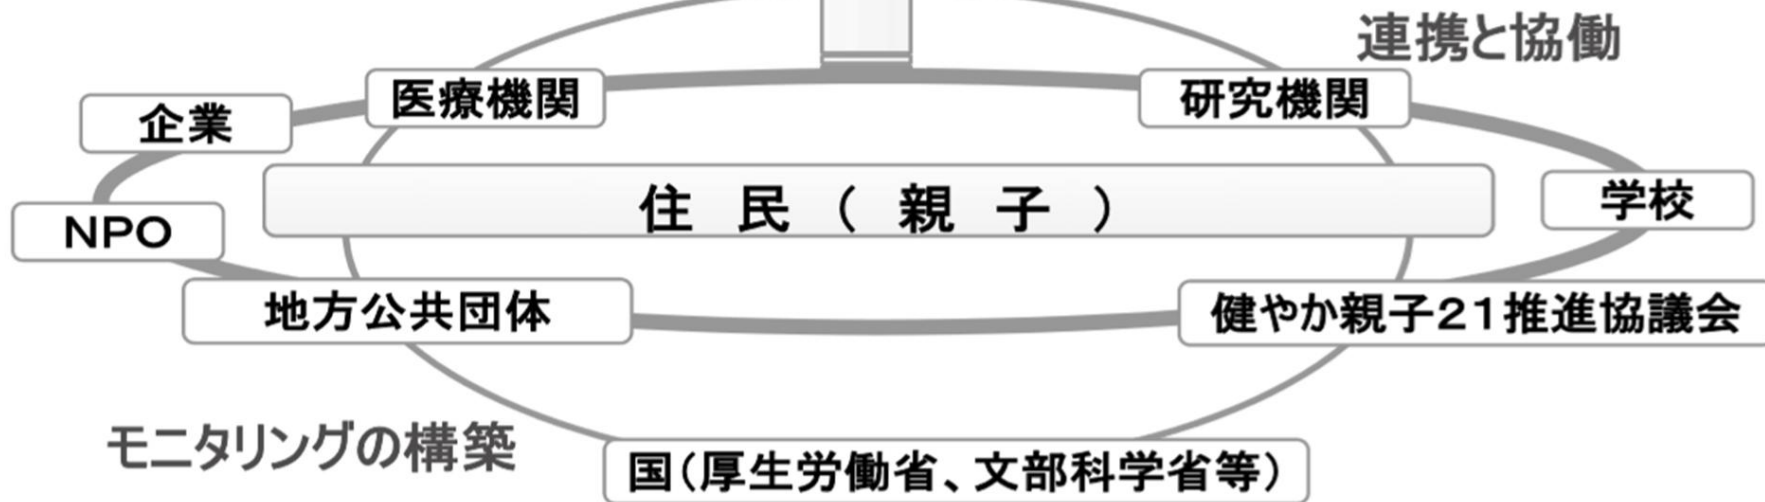 連携と協働
医療機関
研究機関
企業
住 民 ( 親 子 )
学校
NPO
地方公共団体
健やか親子21推進協議会
モニタリングの構築
国(厚生労働省、文部科学省等)